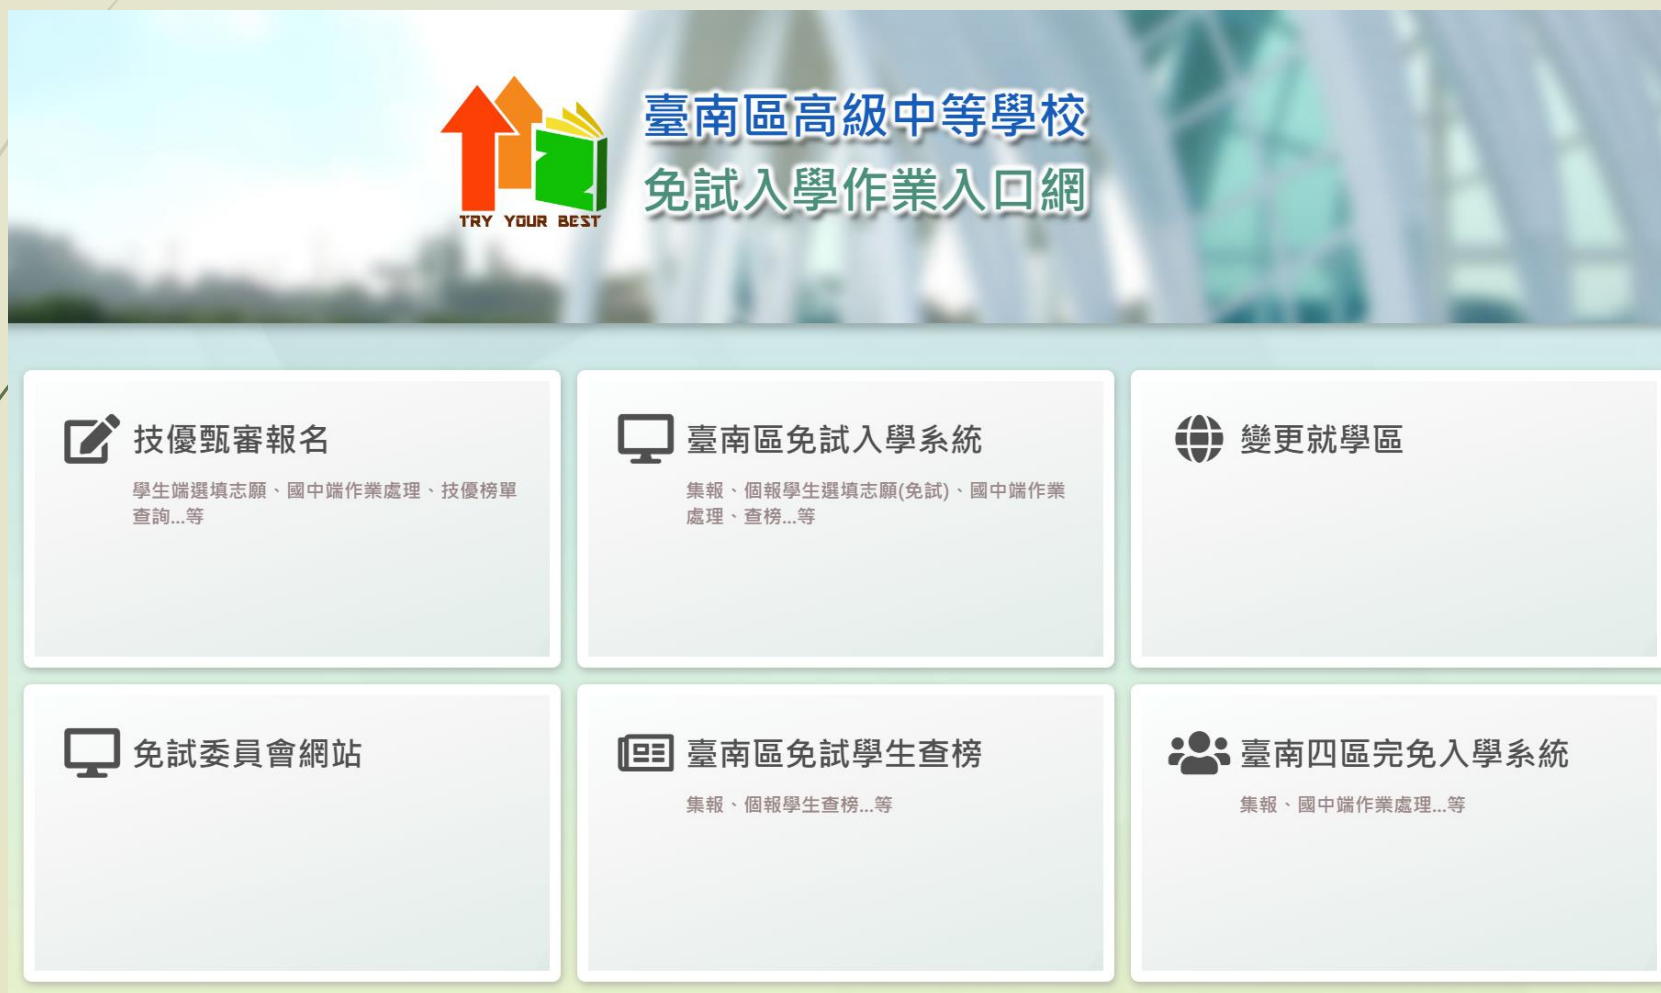 臺南區高級中等學校
免試入學作業入口網
TRY YOUR BEST
技優甄審報名
學生端選填志願、國中端作業處理、技優榜單
查詢...等
臺南區免試入學系統
集報、個報學生選填志願(免試)、國中端作業
處理、查榜...等
變更就學區
免試委員會網站
臺南區免試學生查榜
集報、個報學生查榜...等
臺南四區完免入學系統
集報、國中端作業處理...等